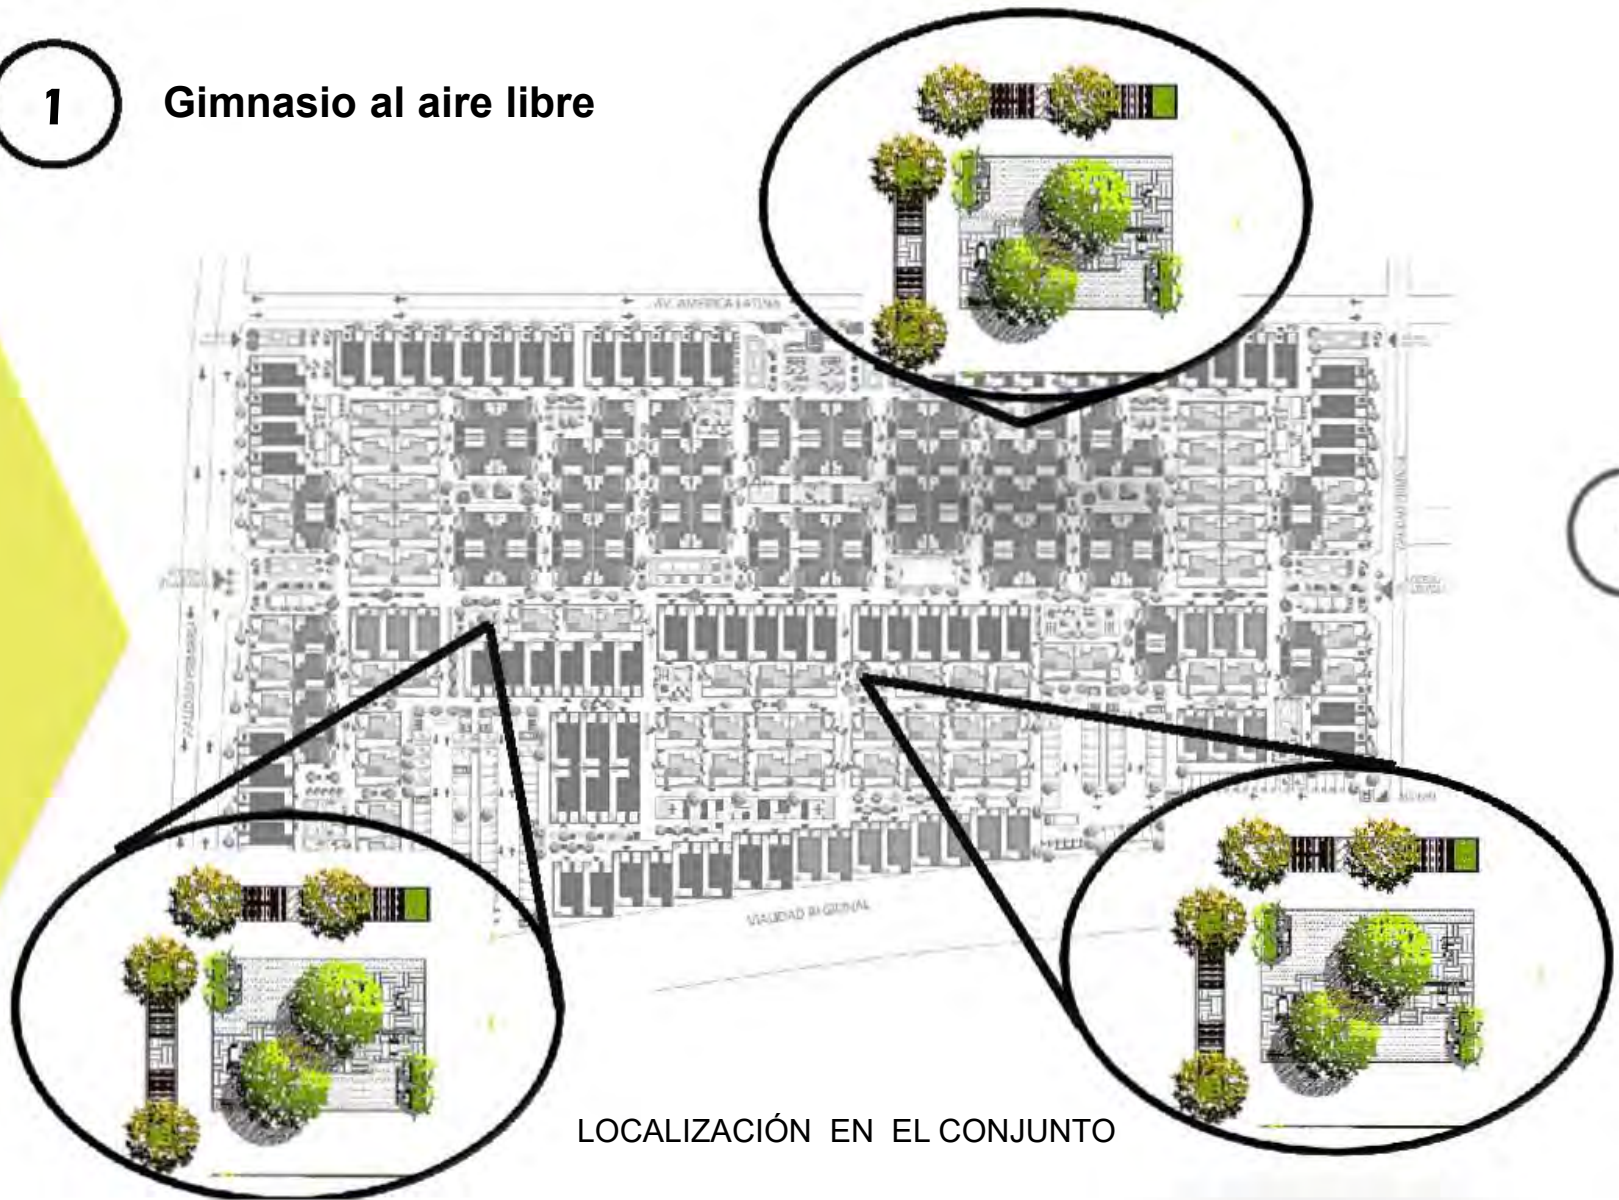 1
Gimnasio al aire libre
AV. AMERICA LATINA
VIALIDAD REGIONAL
LOCALIZACIÓN EN EL CONJUNTO